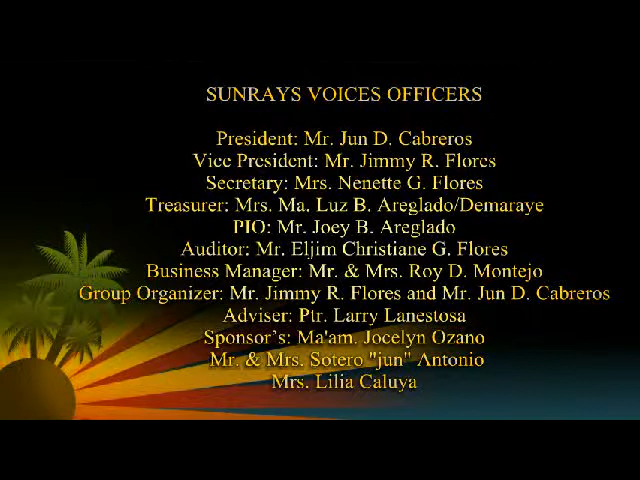 SUNRAYS VOICES OFFICERS
President: Mr. Jun D. Cabreros
Vice President: Mr. Jimmy R. Flores
Secretary: Mrs. Nenette G. Flores
Treasurer: Mrs. Ma. Luz B. Areglado/Demaraye
PIO: Mr. Joey B. Areglado
Auditor: Mr. Eljim Christiane G. Flores
Business Manager: Mr. & Mrs. Roy D. Montejo
Group Organizer: Mr. Jimmy R. Flores and Mr. Jun D. Cabreros
Adviser: Ptr. Larry Lanestosa
Sponsor's: Ma'am. Jocelyn Ozano
Mr. & Mrs. Sotero "jun" Antonio
Mrs. Lilia Caluya